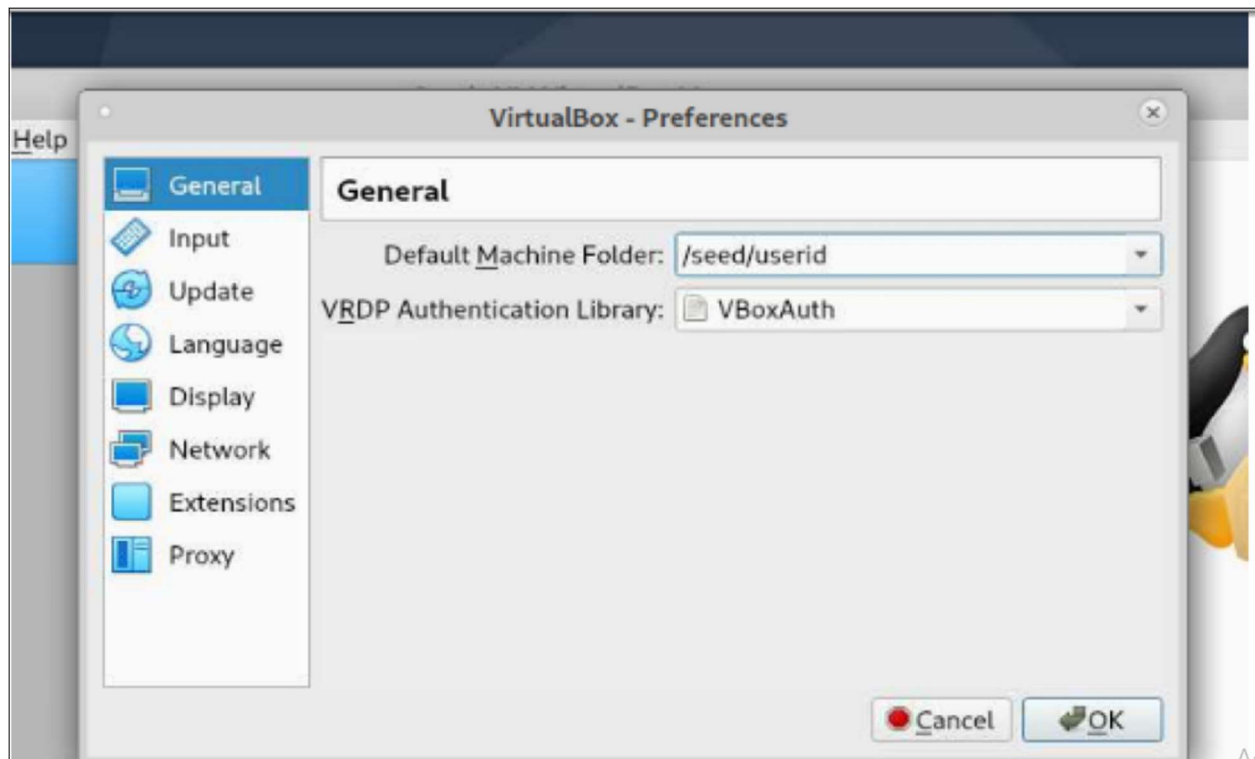 VirtualBox - Preferences
Help
General
Input
Update
Language
Display
Network
Extensions
Proxy
General
Default Machine Folder: /seed/userid
VRDP Authentication Library: VBoxAuth
Cancel
OK